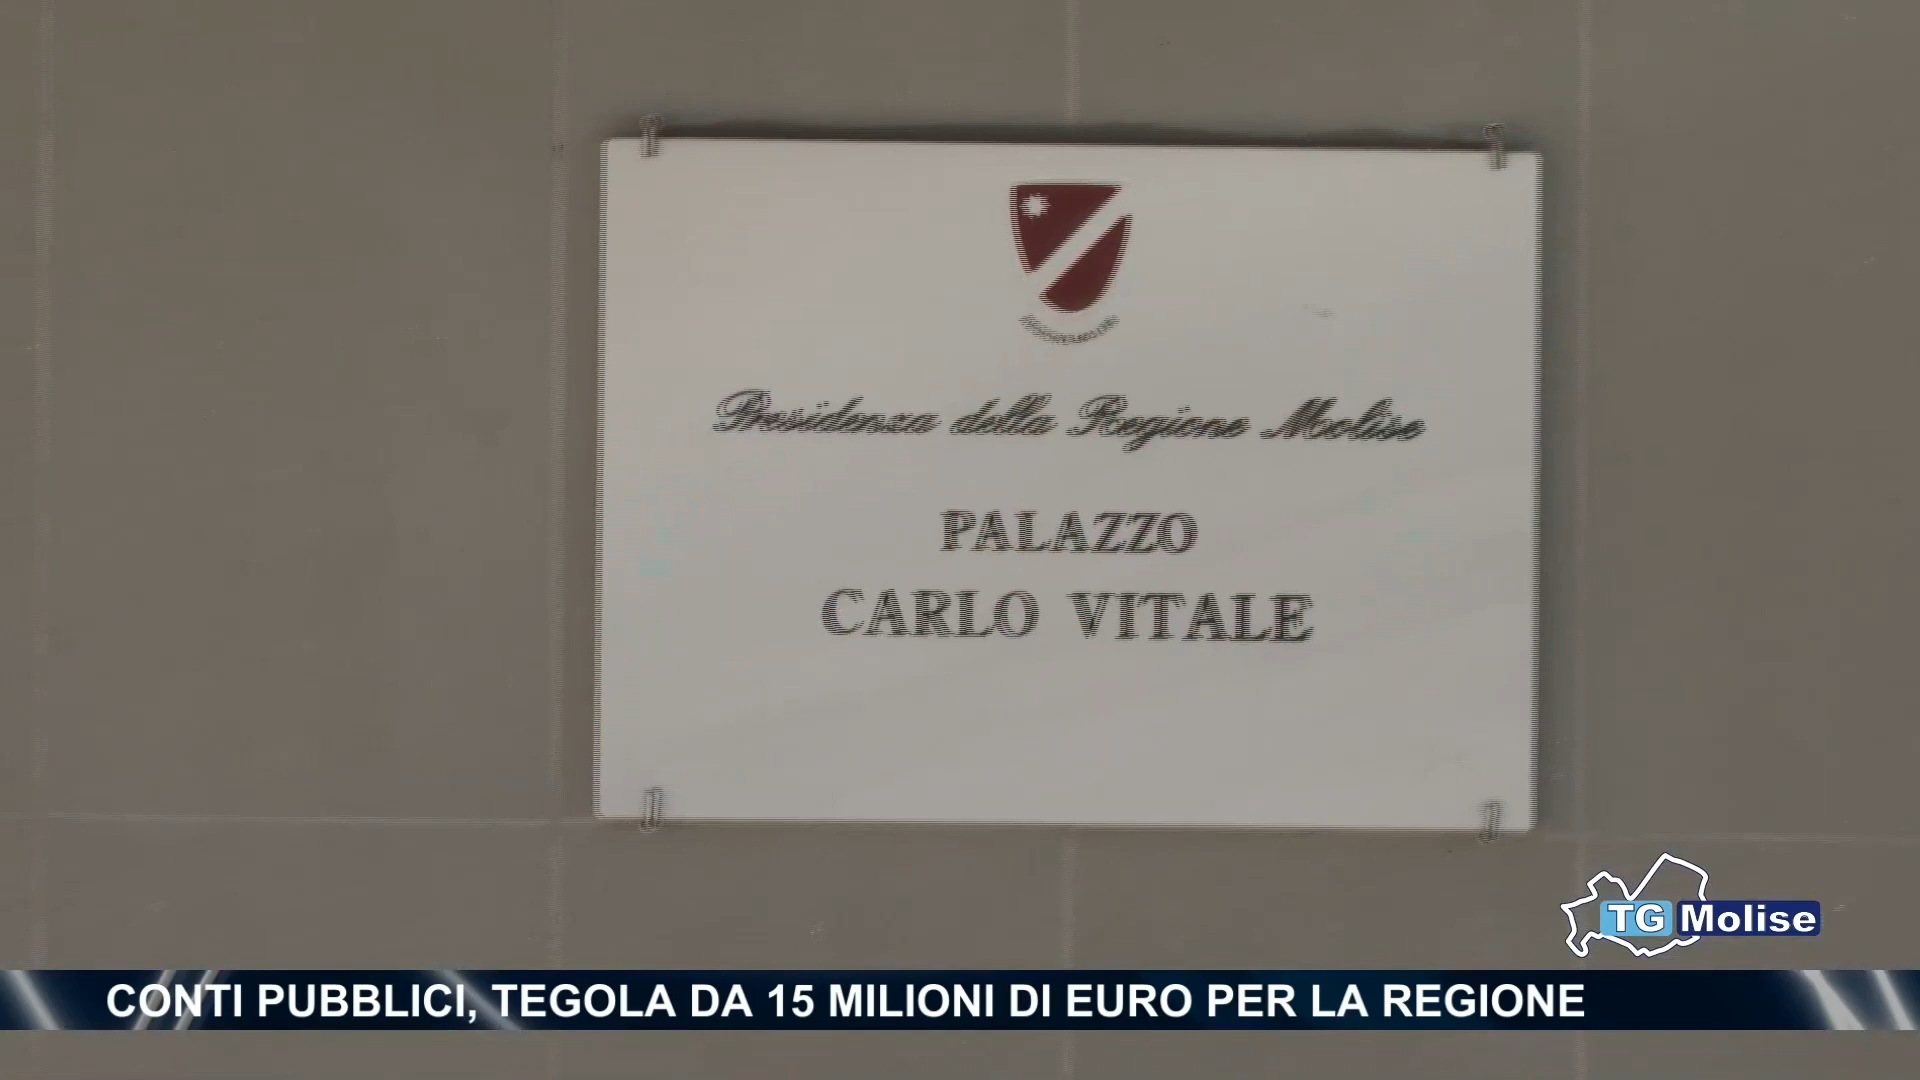 Presidenza della Regione Molise
PALAZZO
CARLO VITALE
TG Molise
CONTI PUBBLICI, TEGOLA DA 15 MILIONI DI EURO PER LA REGIONE